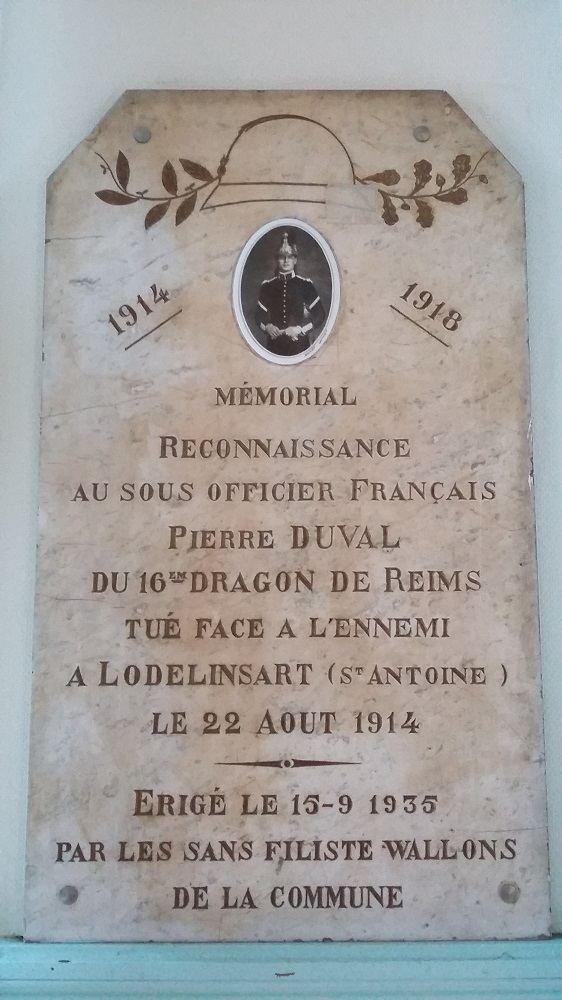 1914 1918
MÉMORIAL
RECONNAISSANCE
AU SOUS OFFICIER FRANÇAIS
PIERRE DUVAL
DU 16EM DRAGON DE REIMS
TUÉ FACE A L'ENNEMI
A LODELINSART (ST ANTOINE)
LE 22 AOUT 1914
ERIGÉ LE 15-9 1935
PAR LES SANS FILISTE WALLONS
DE LA COMMUNE